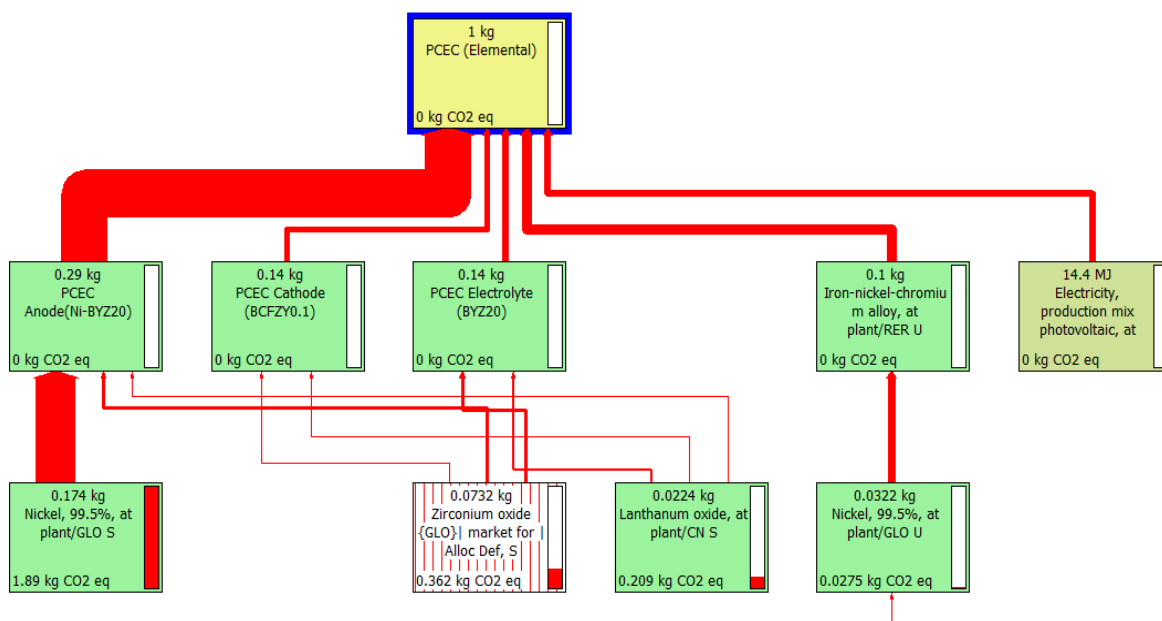 1 kg
PCEC (Elemental)
0 kg CO2 eq
0.29 kg
PCEC
Anode(Ni-BYZ20)
0 kg CO2 eq
0.14 kg
PCEC Cathode
(BCFZY0.1)
0 kg CO2 eq
0.14 kg
PCEC Electrolyte
(BYZ20)
0 kg CO2 eq
0.1 kg
Iron-nickel-chromiu
m alloy, at
plant/RER U
0 kg CO2 eq
14.4 MJ
Electricity,
production mix
photovoltaic, at
0 kg CO2 eq
0.174 kg
Nickel, 99.5%, at
plant/GLO S
1.89 kg CO2 eq
0.0732 kg
Zirconium oxide
{GLO}| market for |
Alloc Def, S
0.362 kg CO2 eq
0.0224 kg
Lanthanum oxide, at
plant/CN S
0.209 kg CO2 eq
0.0322 kg
Nickel, 99.5%, at
plant/GLO U
0.0275 kg CO2 eq